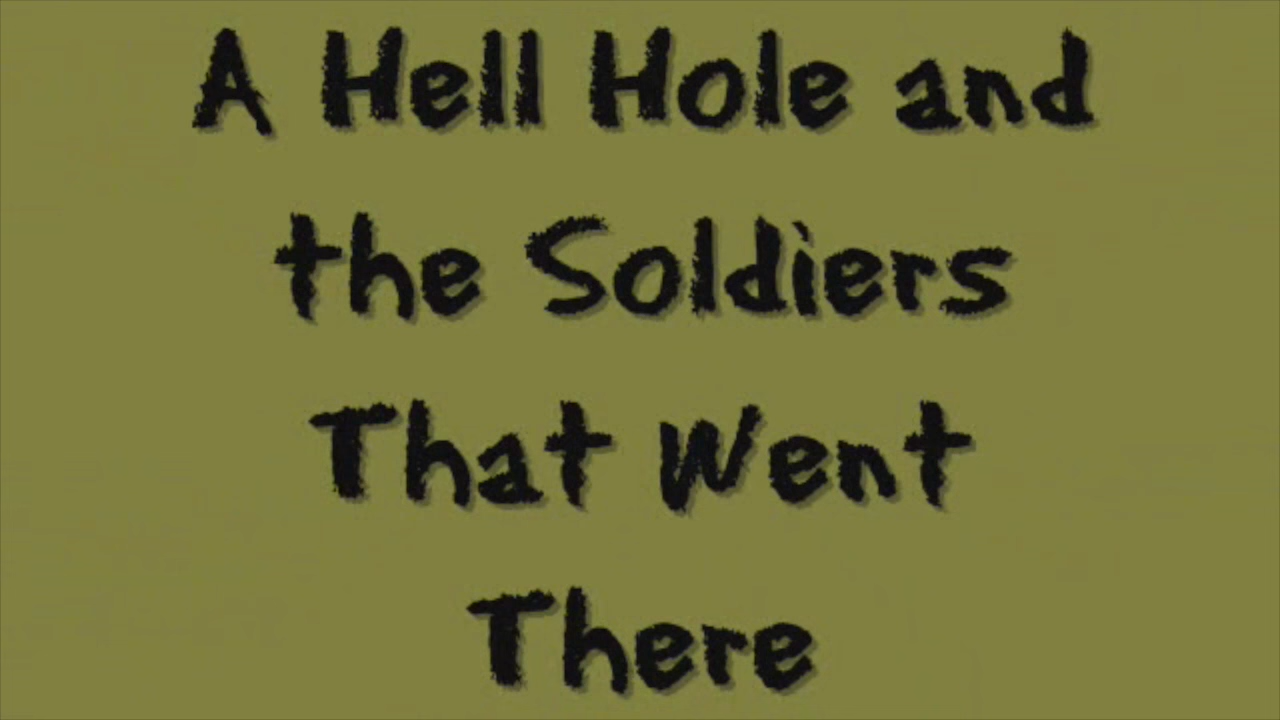 A Hell Hole and
the Soldiers
That Went
There